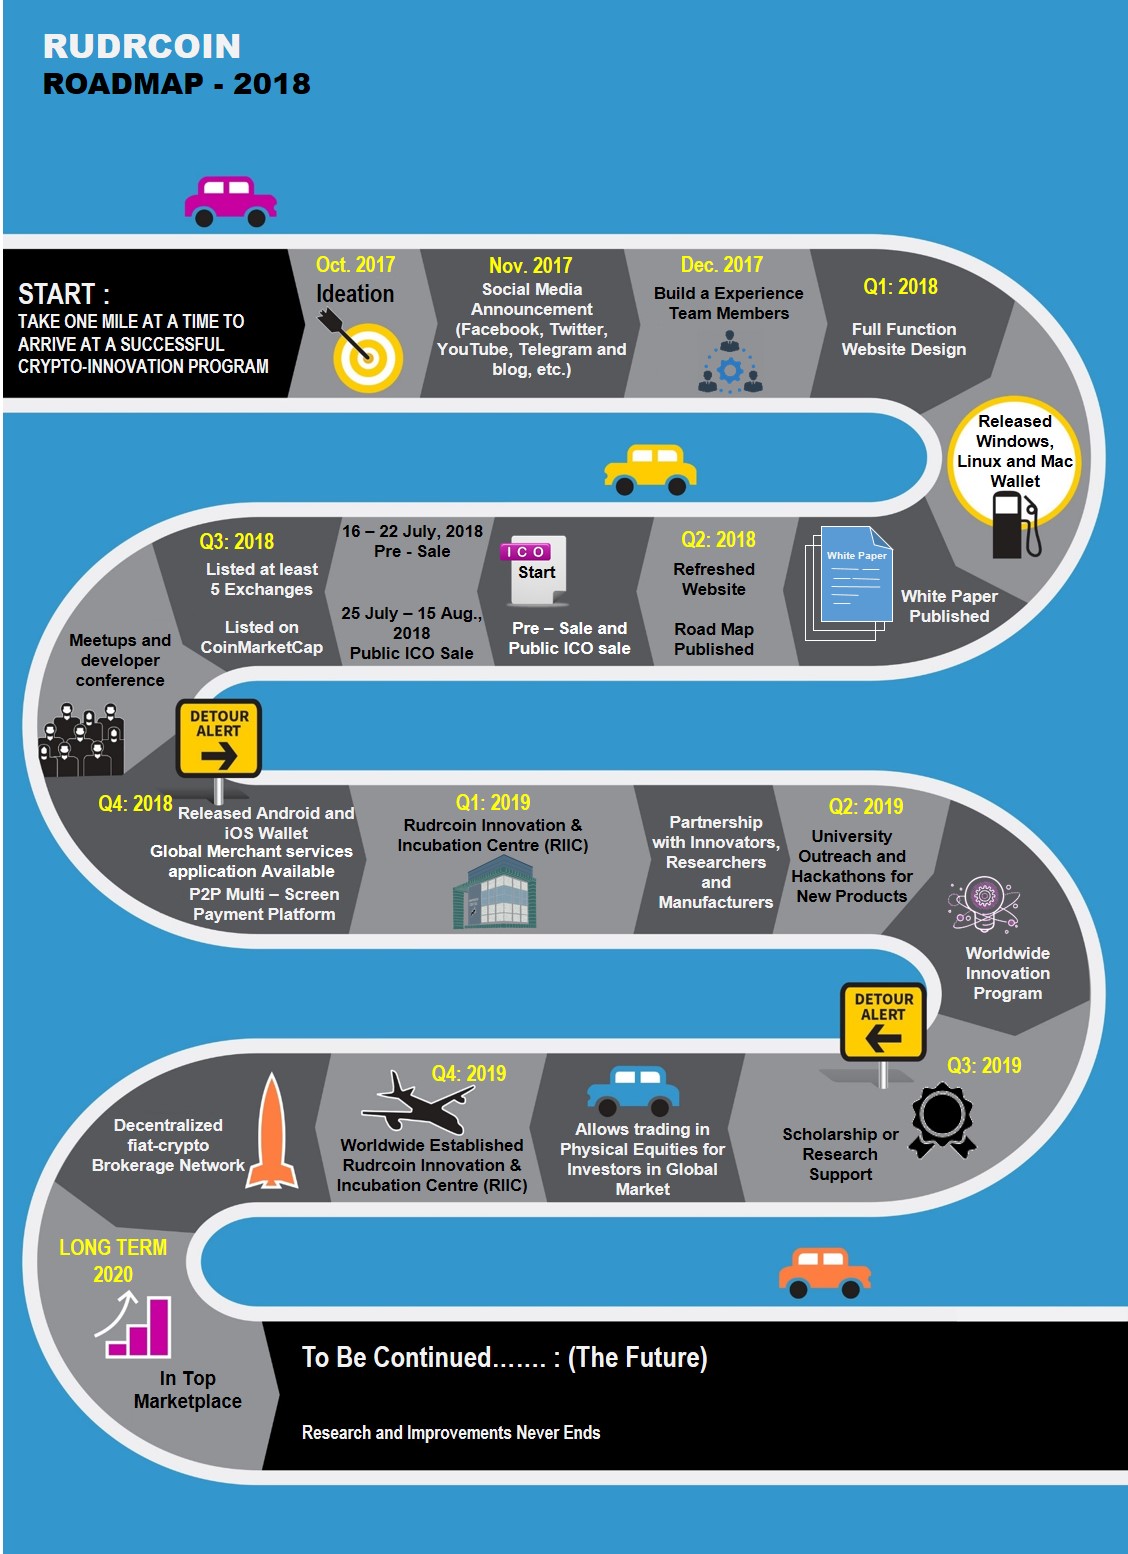 RUDRCOIN
ROADMAP - 2018
START :
TAKE ONE MILE AT A TIME TO
ARRIVE AT A SUCCESSFUL
CRYPTO-INNOVATION PROGRAM
Oct. 2017
Ideation
Nov. 2017
Social Media
Announcement
(Facebook, Twitter,
YouTube, Telegram and
blog, etc.)
Dec. 2017
Build a Experience
Team Members
Q1: 2018
Full Function
Website Design
Released
Windows,
Linux and Mac
Wallet
White Paper
White Paper
Published
Q2: 2018
Refreshed
Website
Road Map
Published
ICO
Start
Pre – Sale and
Public ICO sale
16 – 22 July, 2018
Pre - Sale
25 July – 15 Aug.,
2018
Public ICO Sale
Q3: 2018
Listed at least
5 Exchanges
Listed on
CoinMarketCap
Meetups and
developer
conference
DETOUR
ALERT
Q4: 2018
Released Android and
iOS Wallet
Global Merchant services
application Available
P2P Multi – Screen
Payment Platform
Q1: 2019
Rudrcoin Innovation &
Incubation Centre (RIIC)
Partnership
with Innovators,
Researchers
and
Manufacturers
Q2: 2019
University
Outreach and
Hackathons for
New Products
Worldwide
Innovation
Program
DETOUR
ALERT
Q3: 2019
Scholarship or
Research
Support
Allows trading in
Physical Equities for
Investors in Global
Market
Q4: 2019
Worldwide Established
Rudrcoin Innovation &
Incubation Centre (RIIC)
Decentralized
fiat-crypto
Brokerage Network
LONG TERM
2020
In Top
Marketplace
To Be Continued....... : (The Future)
Research and Improvements Never Ends